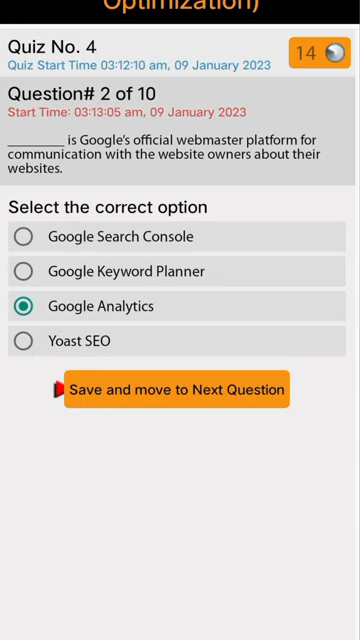 Optimization)
Quiz No. 4
14
Quiz Start Time 03:12:10 am, 09 January 2023
Question# 2 of 10
Start Time: 03:13:05 am, 09 January 2023
________ is Google's official webmaster platform for
communication with the website owners about their
websites.
Select the correct option
Google Search Console
Google Keyword Planner
Google Analytics
Yoast SEO
Save and move to Next Question